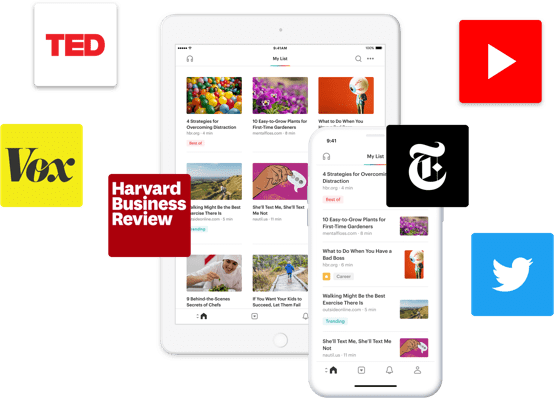 TED
Vox
Harvard
Business
Review
9:41AM
My List
4 Strategies for
Overcoming Distraction
hbr.org · 6 min
Best of
10 Easy-to-Grow Plants for
First-Time Gardeners
mentalfloss.com · 8 min
What to Do When You
Walking Might Be the Best
Exercise There Is
outsideonline.com · 5 min
Trending
She'll Text Me, She'll Text
Me Not
nautil.us · 11 min
9 Behind-the-Scenes
Secrets of Chefs
If You Want Your Kids to
Succeed, Let Them Fail
9:41
My List
4 Strategies for Overcoming
Distraction
hbr.org · 4 min
Best of
10 Easy-to-Grow Plants for
First-Time Gardeners
mentalfloss.com · 8 min
What to Do When You Have a
Bad Boss
hbr.org · 4 min
Career
Walking Might Be the Best
Exercise There Is
outsideonline.com · 5 min
Trending
She'll Text Me, She'll Text Me
Not
nautil.us · 11 min
T